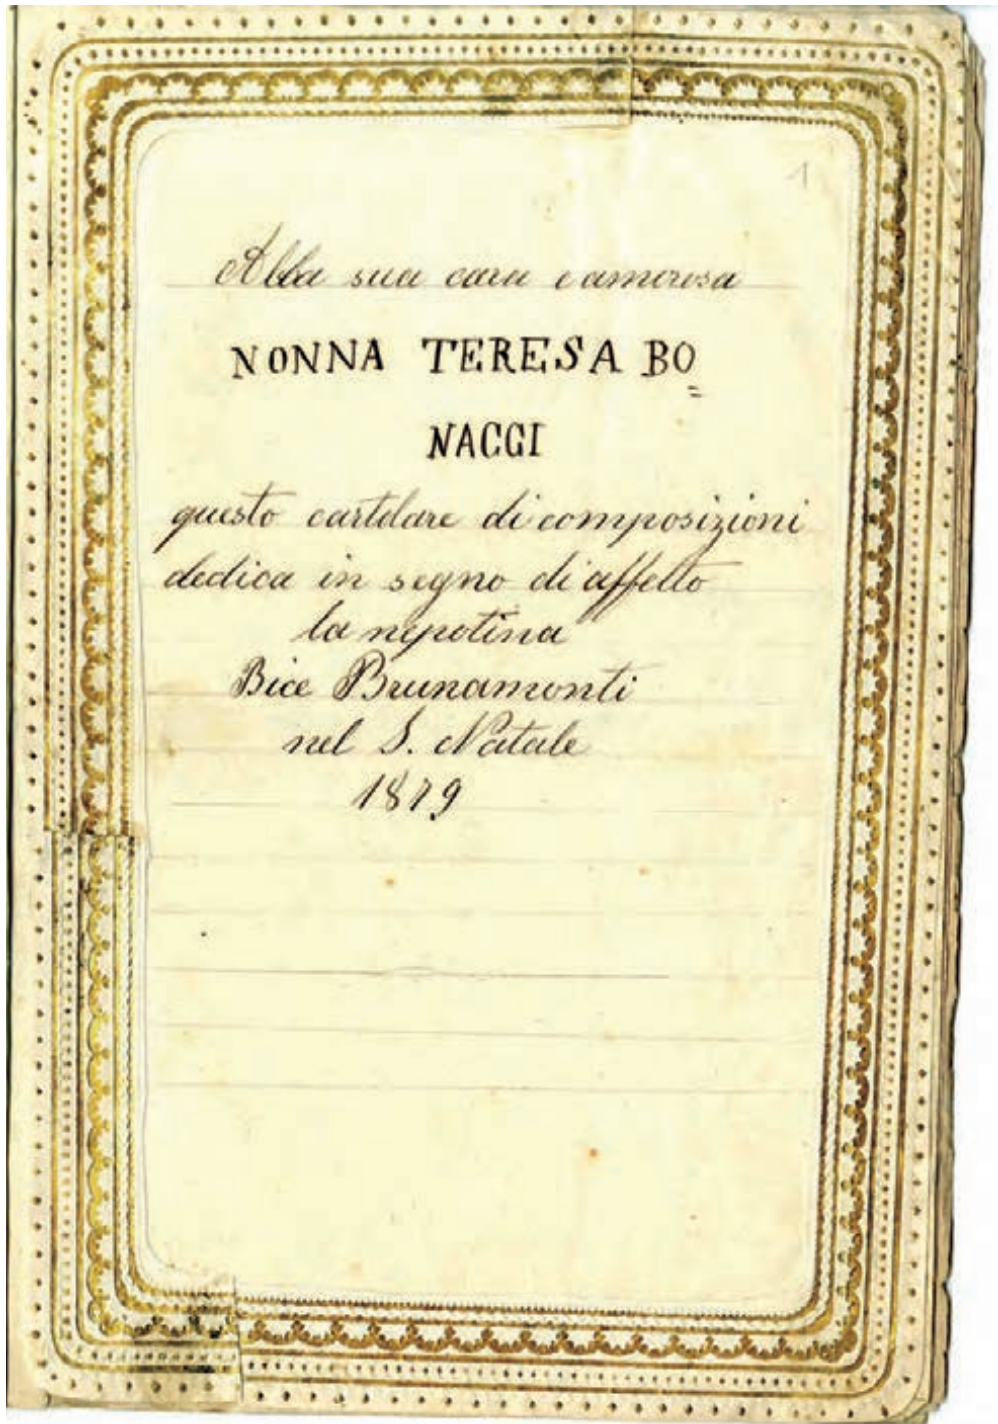 1
Alla sua cara e amorosa
NONNA TERESA BO=
NACCI
questo cartolare di composizioni
dedica in segno di affetto
la nipotina
Bice Brunamonti
nel S. Natale
1879